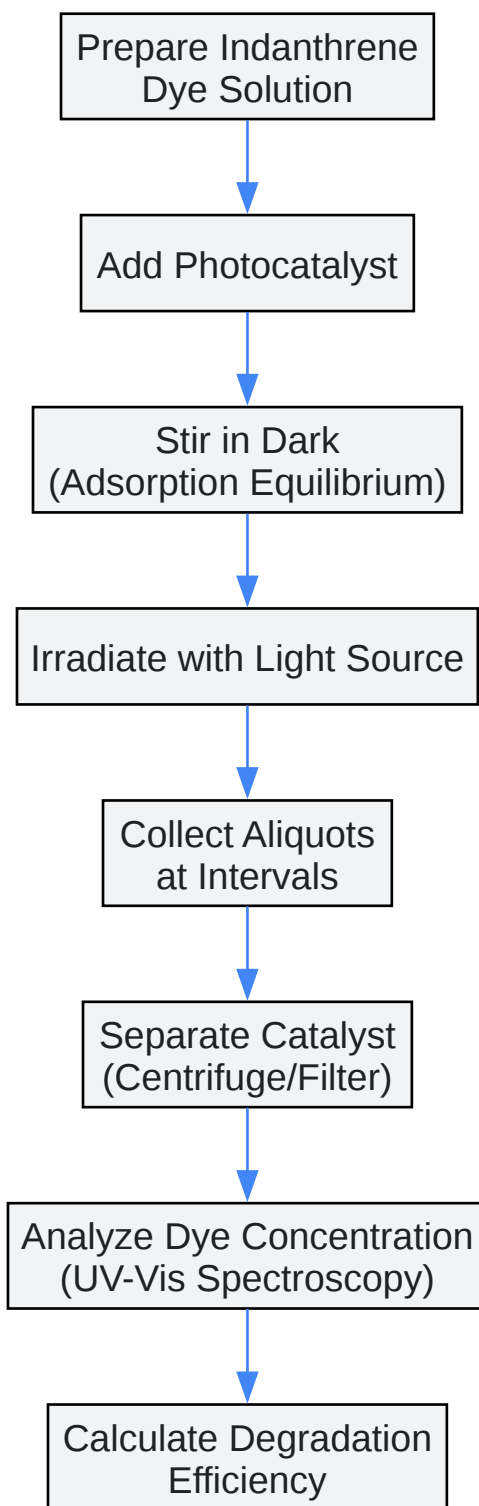 Prepare Indanthrene
Dye Solution
Add Photocatalyst
Stir in Dark
(Adsorption Equilibrium)
Irradiate with Light Source
Collect Aliquots
at Intervals
Separate Catalyst
(Centrifuge/Filter)
Analyze Dye Concentration
(UV-Vis Spectroscopy)
Calculate Degradation
Efficiency